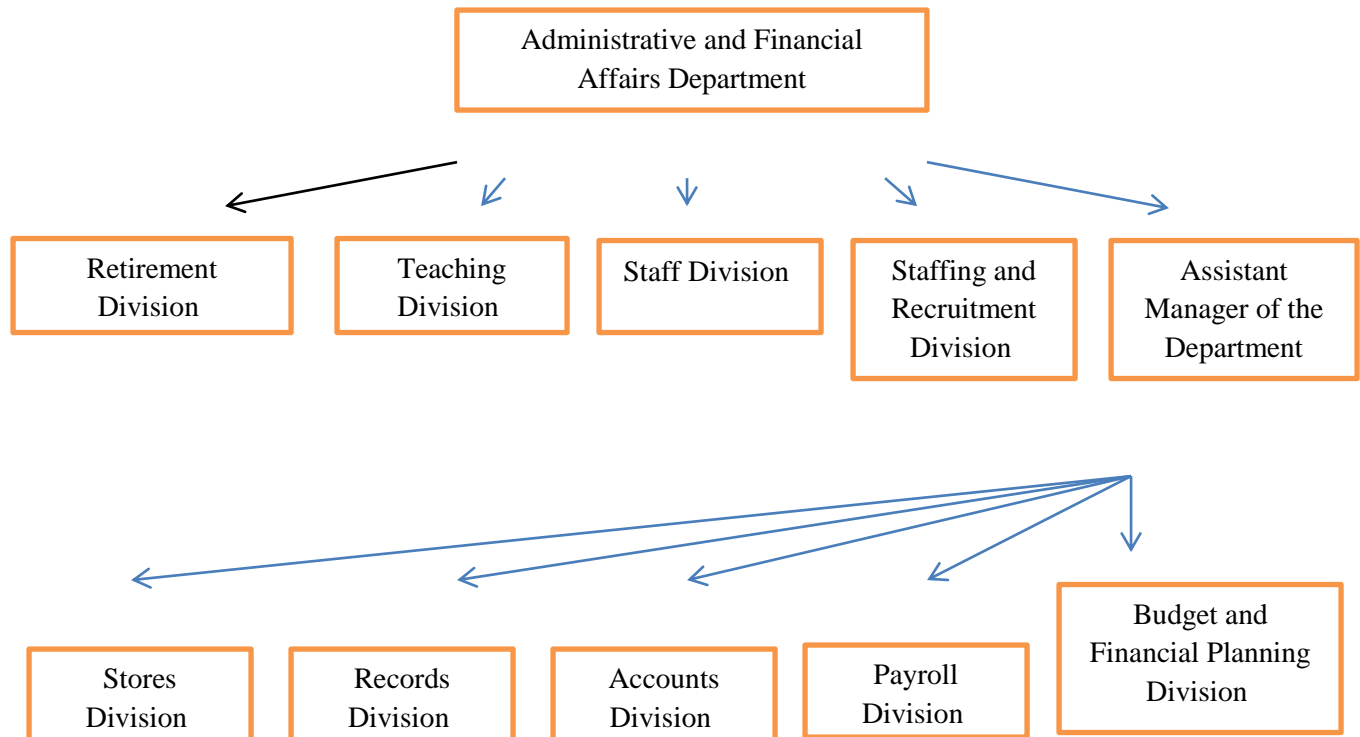 Administrative and Financial
Affairs Department
Retirement
Division
Teaching
Division
Staff Division
Staffing and
Recruitment
Division
Assistant
Manager of the
Department
Stores
Division
Records
Division
Accounts
Division
Payroll
Division
Budget and
Financial Planning
Division